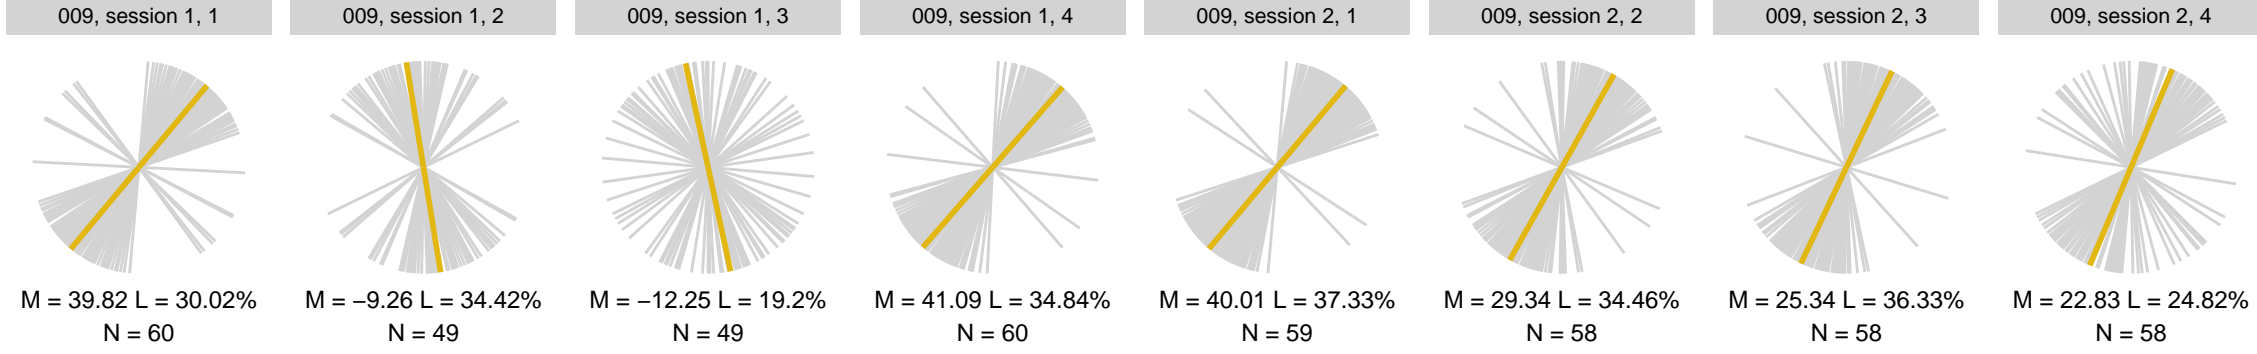 009, session 1, 1
009, session 1, 2
009, session 1, 3
009, session 1, 4
009, session 2, 1
009, session 2, 2
009, session 2, 3
009, session 2, 4
M = 39.82 L = 30.02%
N = 60
M = −9.26 L = 34.42%
N = 49
M = −12.25 L = 19.2%
N = 49
M = 41.09 L = 34.84%
N = 60
M = 40.01 L = 37.33%
N = 59
M = 29.34 L = 34.46%
N = 58
M = 25.34 L = 36.33%
N = 58
M = 22.83 L = 24.82%
N = 58